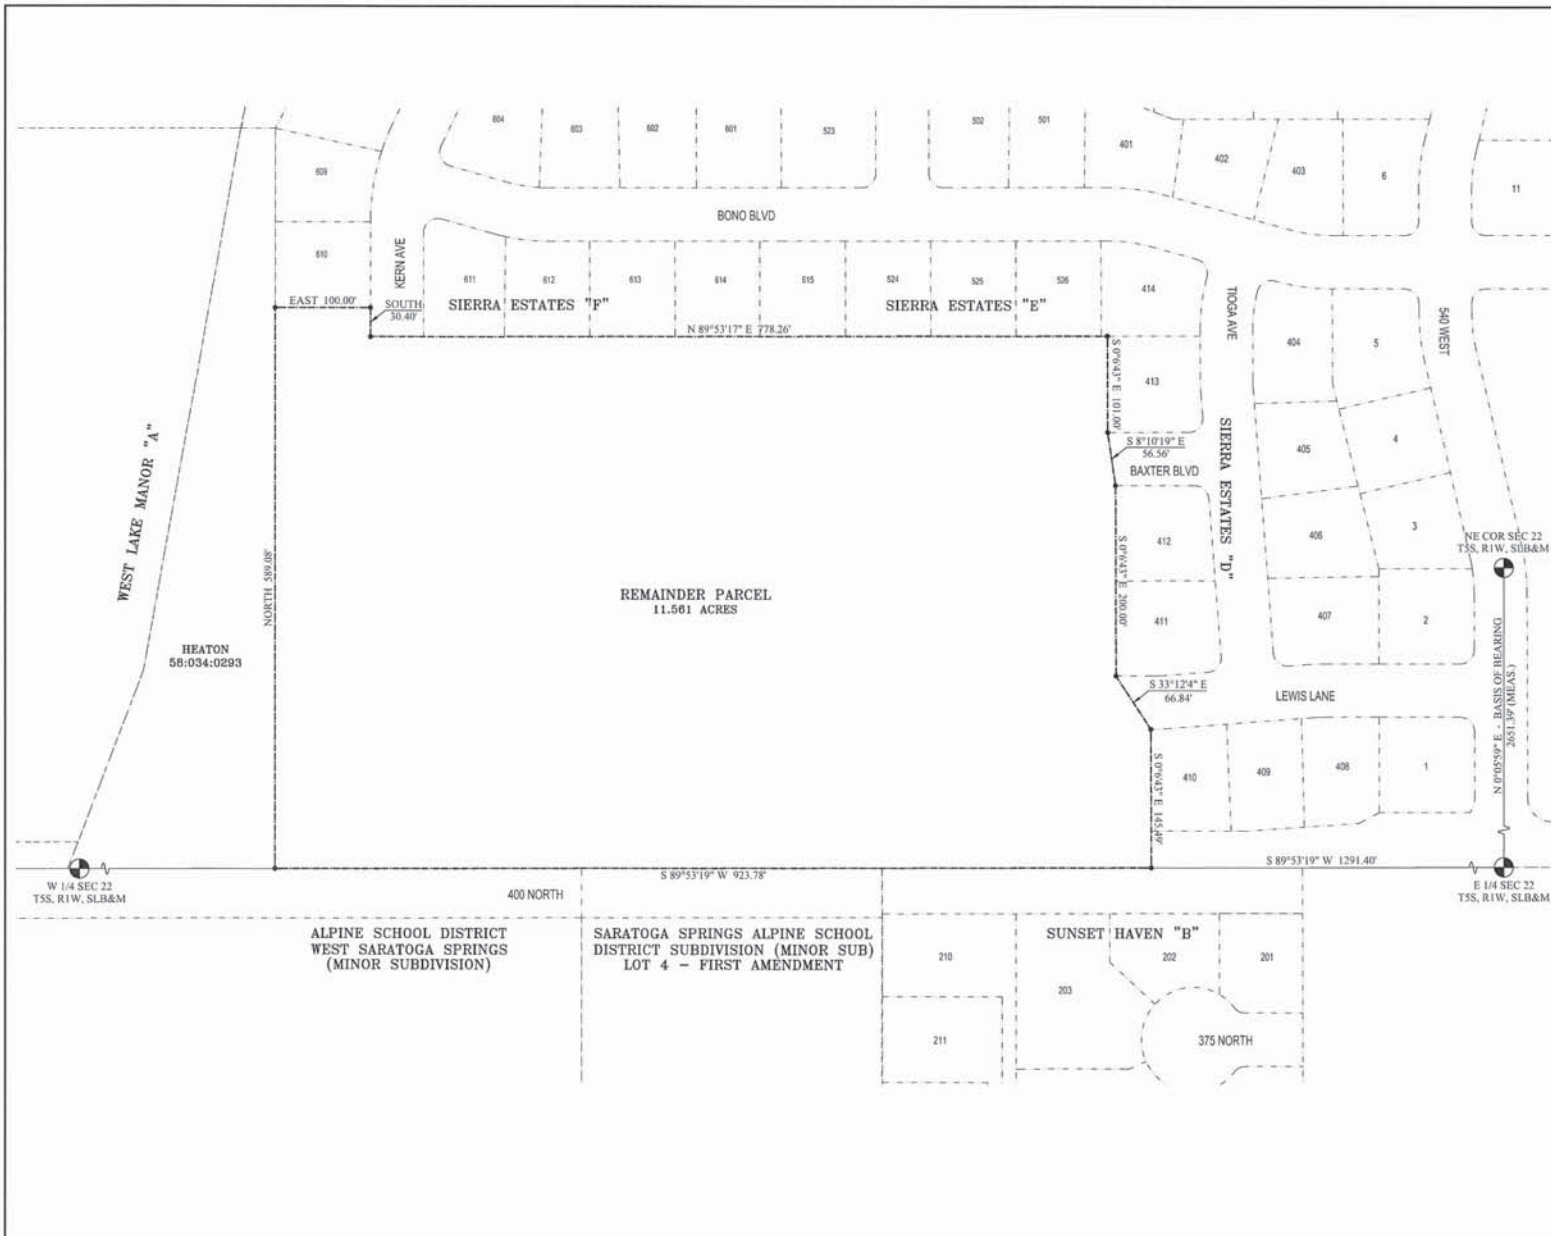 604
603
602
601
523
502
501
401
402
403
6
11
609
BONO BLVD
610
KERN AVE
611
612
613
614
615
524
525
526
414
EAST 100.00'
SOUTH
30.40'
SIERRA ESTATES "F"
SIERRA ESTATES "E"
TIOGA AVE
540 WEST
N 89°53'17" E 778.26'
404
5
S 0°6'43" E 101.00'
413
WEST LAKE MANOR "A"
S 8°10'19" E
56.56'
BAXTER BLVD
SIERRA ESTATES "D"
405
4
412
406
3
NE COR SEC 22
T5S, R1W, SLB&M
NORTH 589.08'
S 0°6'43" E 200.00'
REMAINDER PARCEL
11.561 ACRES
411
407
2
HEATON
58:034:0293
S 33°12'4" E
66.84'
LEWIS LANE
N 0°05'59" E - BASIS OF BEARING
2651.39' (MEAS.)
410
409
408
1
S 0°6'43" E 145.49'
S 89°53'19" W 1291.40'
S 89°53'19" W 923.78'
W 1/4 SEC 22
T5S, R1W, SLB&M
E 1/4 SEC 22
T5S, R1W, SLB&M
400 NORTH
ALPINE SCHOOL DISTRICT
WEST SARATOGA SPRINGS
(MINOR SUBDIVISION)
SARATOGA SPRINGS ALPINE SCHOOL
DISTRICT SUBDIVISION (MINOR SUB)
LOT 4 - FIRST AMENDMENT
SUNSET HAVEN "B"
210
202
201
203
211
375 NORTH